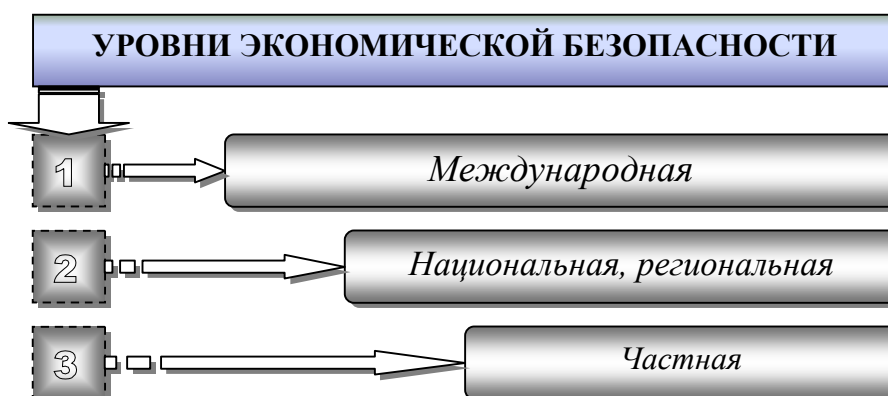 УРОВНИ ЭКОНОМИЧЕСКОЙ БЕЗОПАСНОСТИ
1 Международная
2 Национальная, региональная
3 Частная